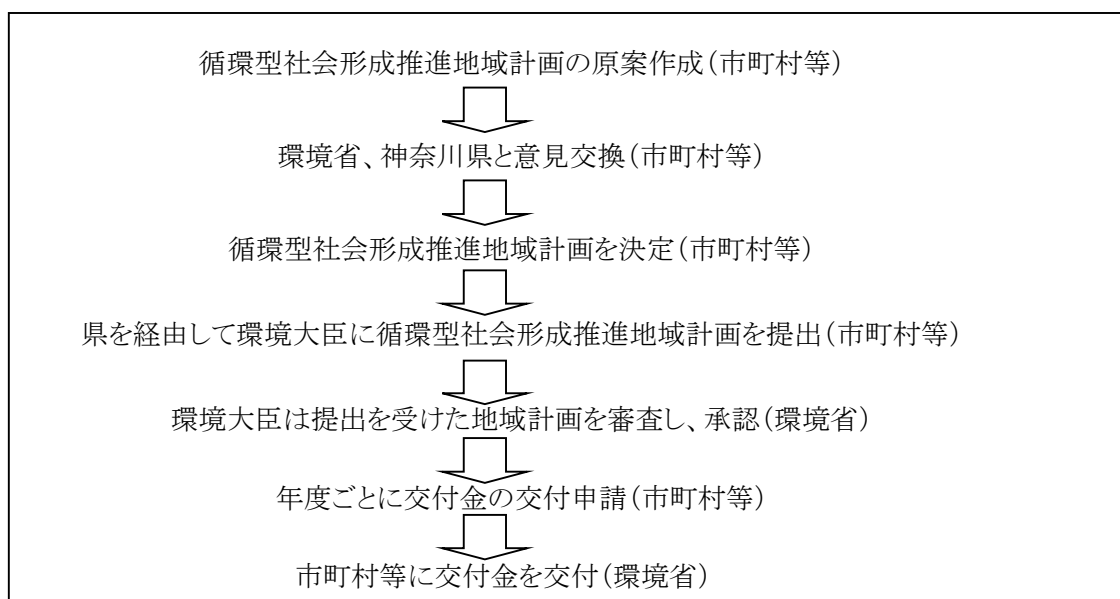 循環型社会形成推進地域計画の原案作成(市町村等)
環境省、神奈川県と意見交換(市町村等)
循環型社会形成推進地域計画を決定(市町村等)
県を経由して環境大臣に循環型社会形成推進地域計画を提出(市町村等)
環境大臣は提出を受けた地域計画を審査し、承認(環境省)
年度ごとに交付金の交付申請(市町村等)
市町村等に交付金を交付(環境省)